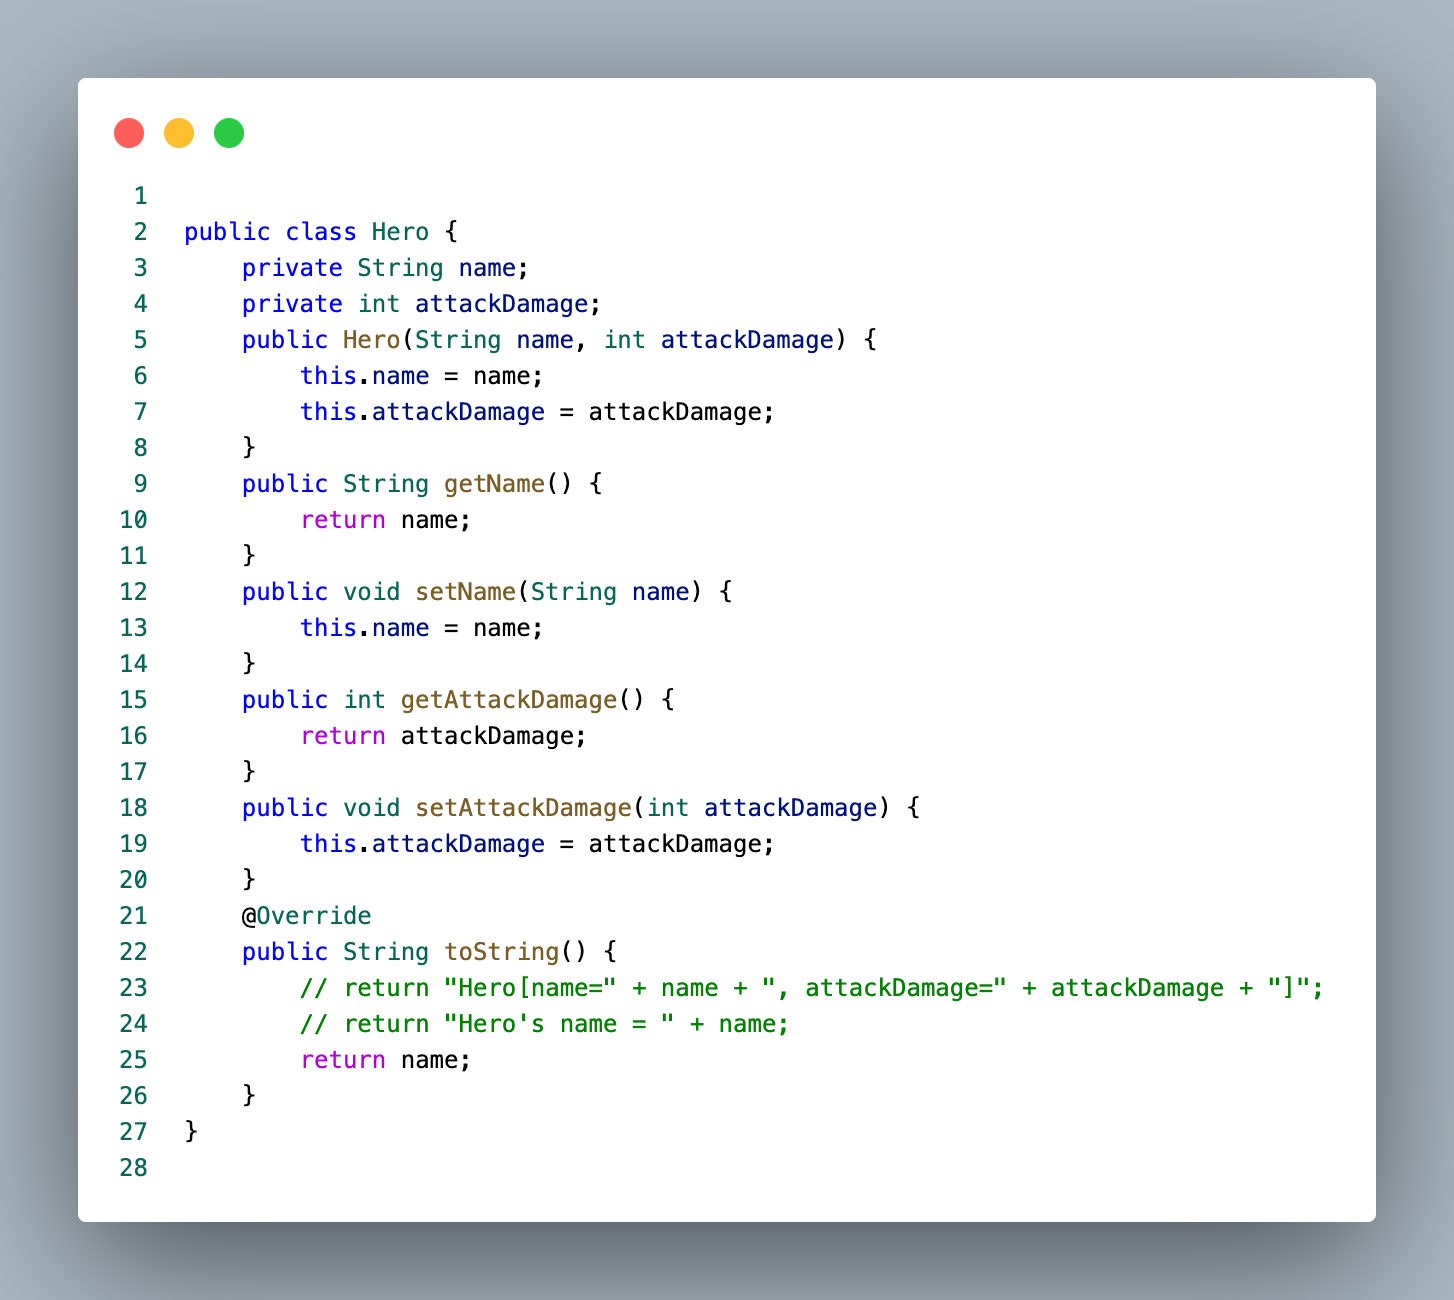 1
2 public class Hero {
3     private String name;
4     private int attackDamage;
5     public Hero(String name, int attackDamage) {
6         this.name = name;
7         this.attackDamage = attackDamage;
8     }
9     public String getName() {
10         return name;
11     }
12     public void setName(String name) {
13         this.name = name;
14     }
15     public int getAttackDamage() {
16         return attackDamage;
17     }
18     public void setAttackDamage(int attackDamage) {
19         this.attackDamage = attackDamage;
20     }
21     @Override
22     public String toString() {
23         // return "Hero[name=" + name + ", attackDamage=" + attackDamage + "]";
24         // return "Hero's name = " + name;
25         return name;
26     }
27 }
28